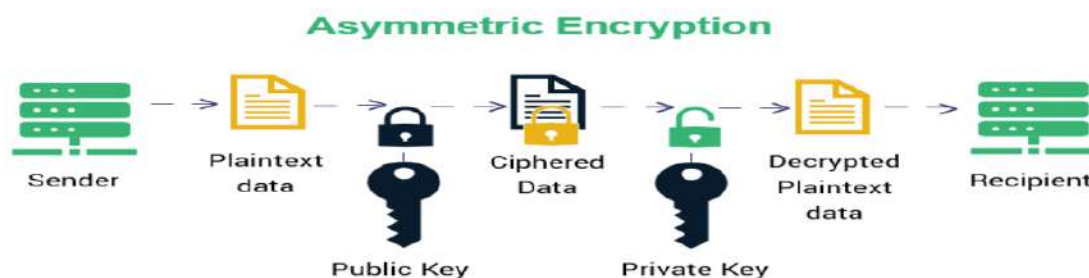 Asymmetric Encryption
Sender
Plaintext
data
Ciphered
Data
Decrypted
Plaintext
data
Recipient
Public Key
Private Key